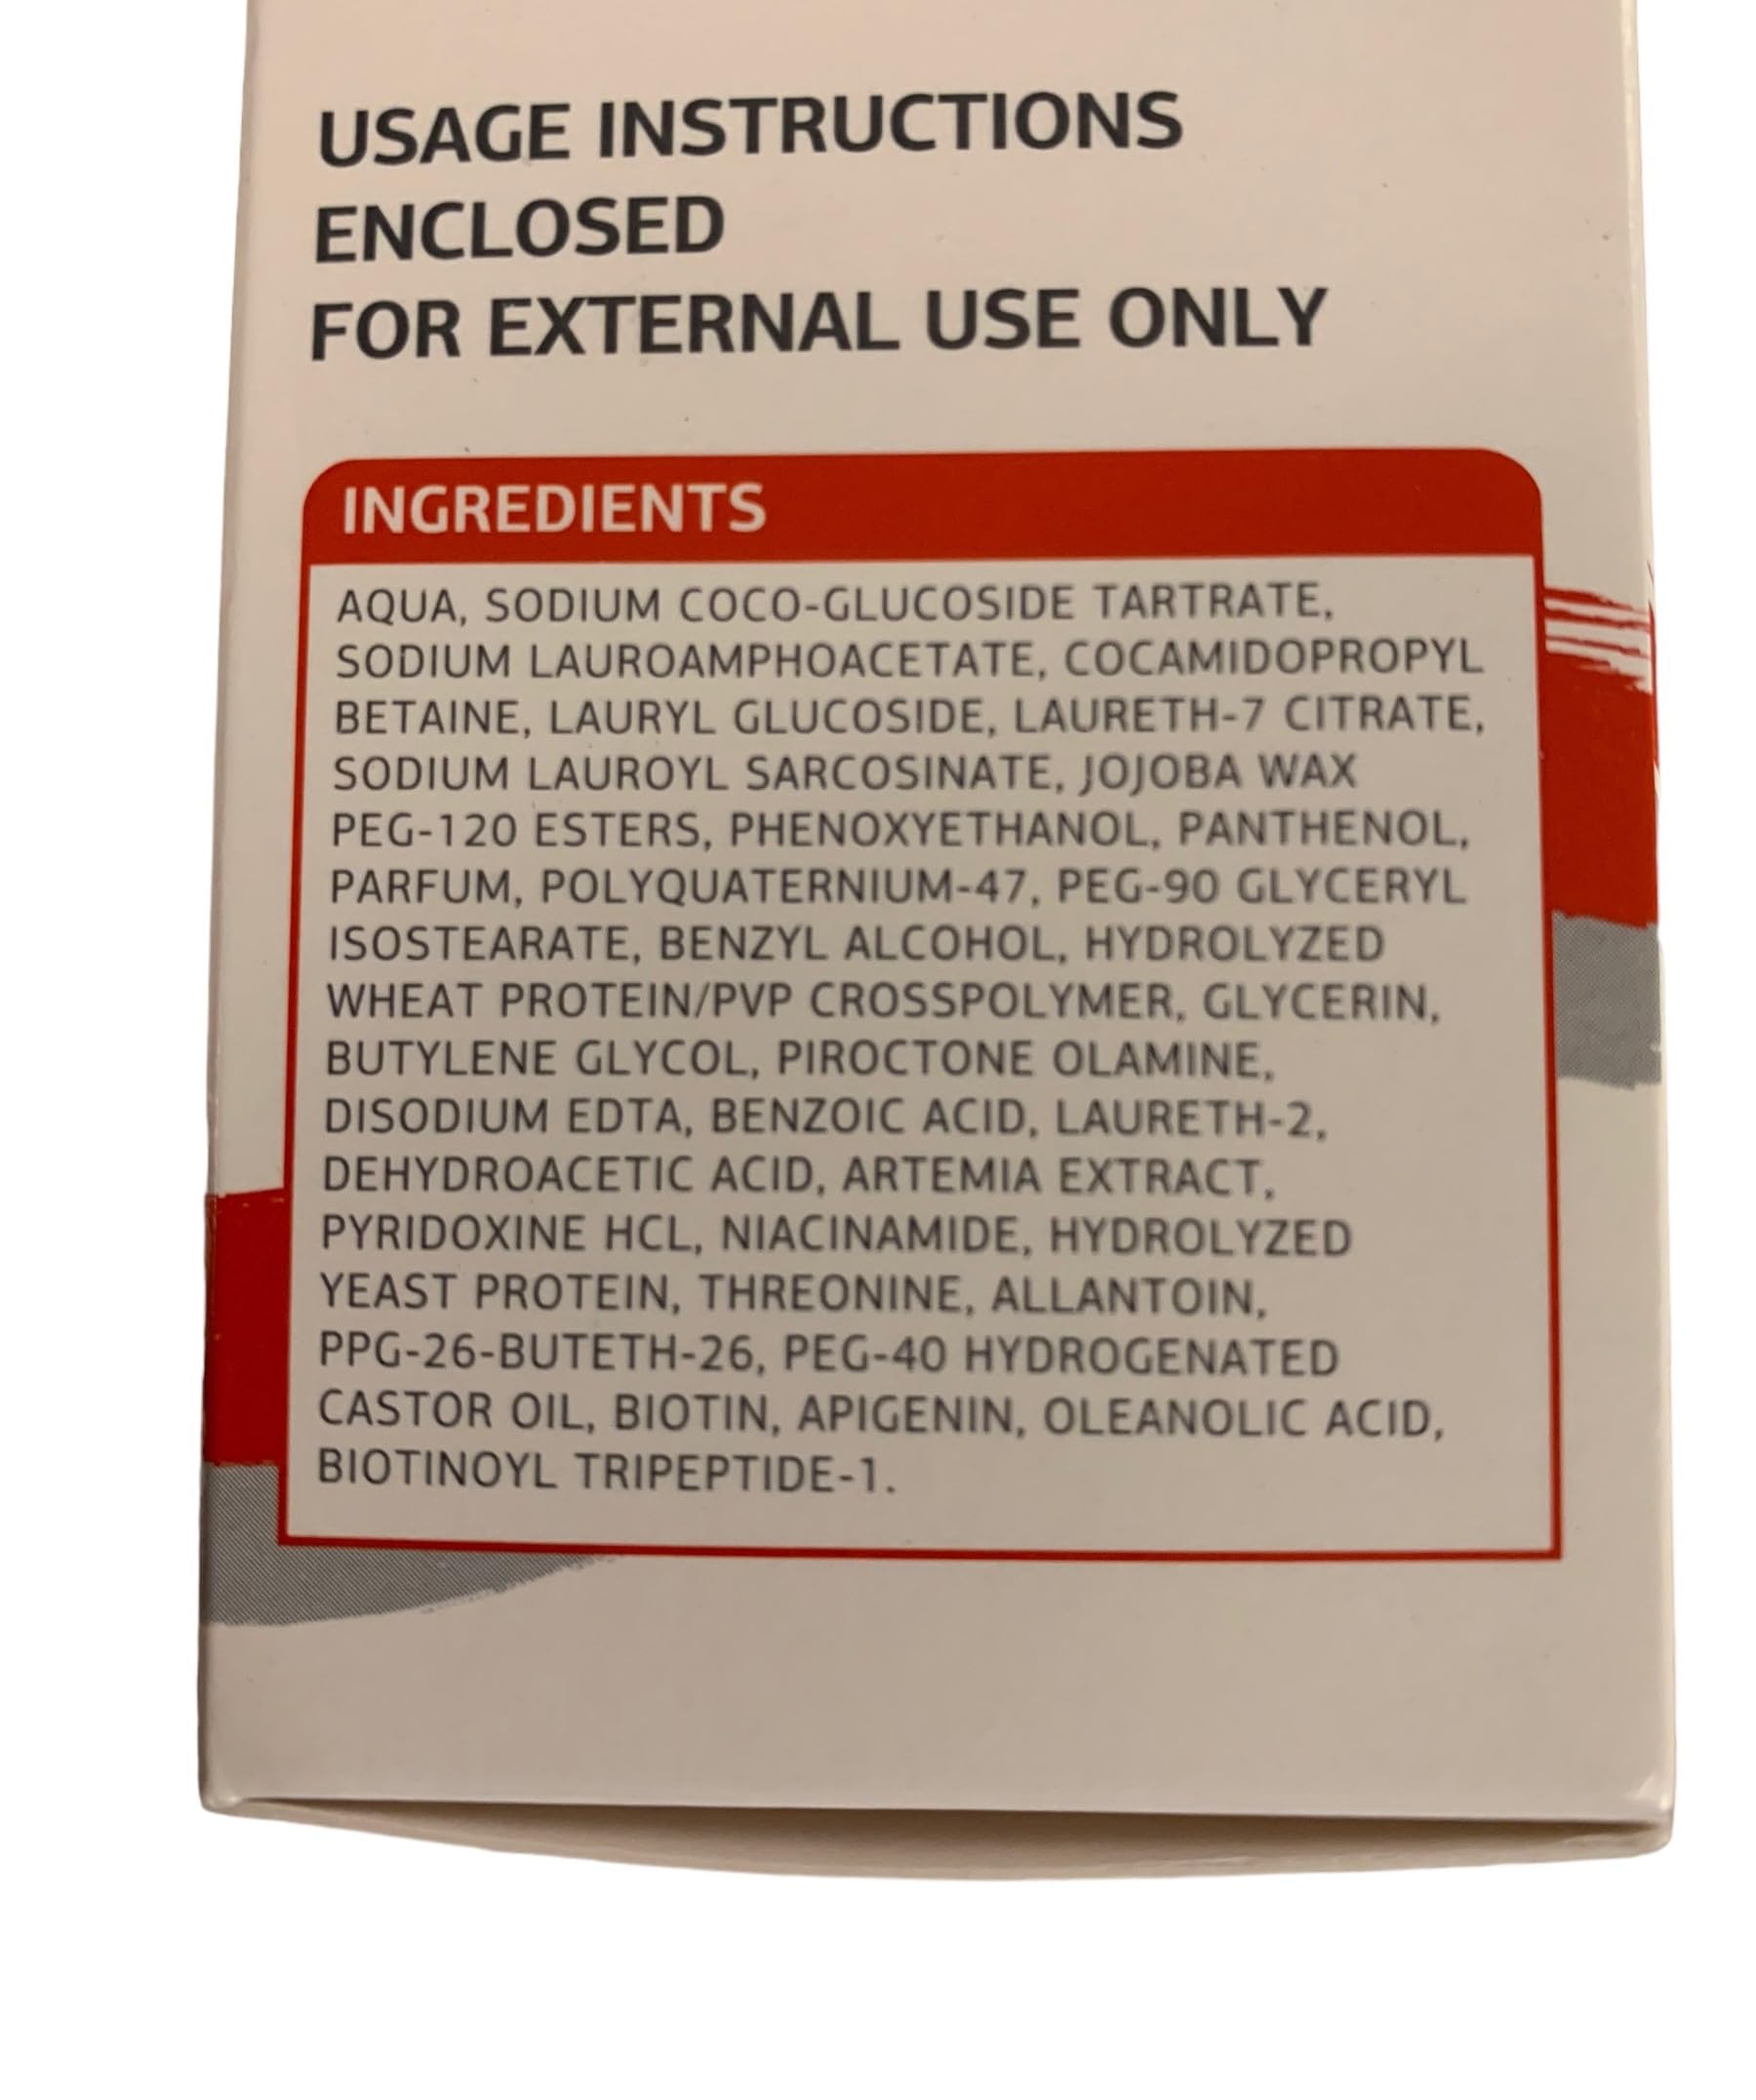 USAGE INSTRUCTIONS
ENCLOSED
FOR EXTERNAL USE ONLY
INGREDIENTS
AQUA, SODIUM COCO-GLUCOSIDE TARTRATE,
SODIUM LAUROAMPHOACETATE, COCAMIDOPROPYL
BETAINE, LAURYL GLUCOSIDE, LAURETH-7 CITRATE,
SODIUM LAUROYL SARCOSINATE, JOJOBA WAX
PEG-120 ESTERS, PHENOXYETHANOL, PANTHENOL,
PARFUM, POLYQUATERNIUM-47, PEG-90 GLYCERYL
ISOSTEARATE, BENZYL ALCOHOL, HYDROLYZED
WHEAT PROTEIN/PVP CROSSPOLYMER, GLYCERIN,
BUTYLENE GLYCOL, PIROCTONE OLAMINE,
DISODIUM EDTA, BENZOIC ACID, LAURETH-2,
DEHYDROACETIC ACID, ARTEMIA EXTRACT,
PYRIDOXINE HCL, NIACINAMIDE, HYDROLYZED
YEAST PROTEIN, THREONINE, ALLANTOIN,
PPG-26-BUTETH-26, PEG-40 HYDROGENATED
CASTOR OIL, BIOTIN, APIGENIN, OLEANOLIC ACID,
BIOTINOYL TRIPEPTIDE-1.